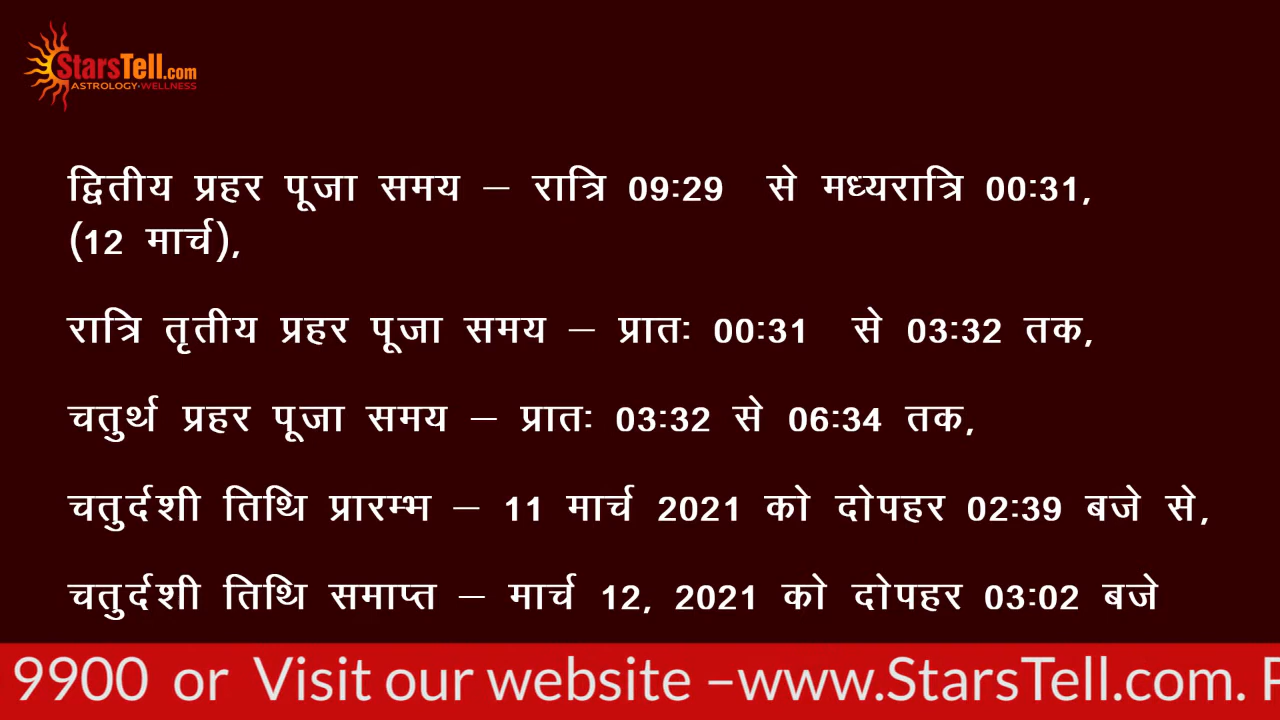 StarsTell.com
ASTROLOGY·WELLNESS
द्वितीय प्रहर पूजा समय – रात्रि 09:29 से मध्यरात्रि 00:31,
(12 मार्च),
रात्रि तृतीय प्रहर पूजा समय – प्रातः 00:31 से 03:32 तक,
चतुर्थ प्रहर पूजा समय – प्रातः 03:32 से 06:34 तक,
चतुर्दशी तिथि प्रारम्भ – 11 मार्च 2021 को दोपहर 02:39 बजे से,
चतुर्दशी तिथि समाप्त – मार्च 12, 2021 को दोपहर 03:02 बजे
9900 or Visit our website –www.StarsTell.com. P